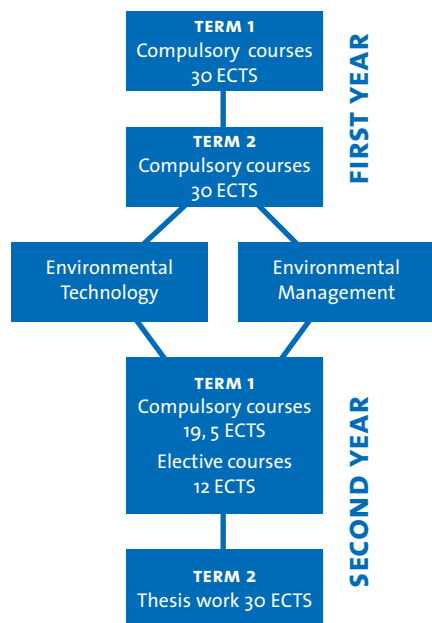 TERM 1
Compulsory courses
30 ECTS
FIRST YEAR
TERM 2
Compulsory courses
30 ECTS
Environmental
Technology
Environmental
Management
TERM 1
Compulsory courses
19, 5 ECTS
Elective courses
12 ECTS
SECOND YEAR
TERM 2
Thesis work 30 ECTS